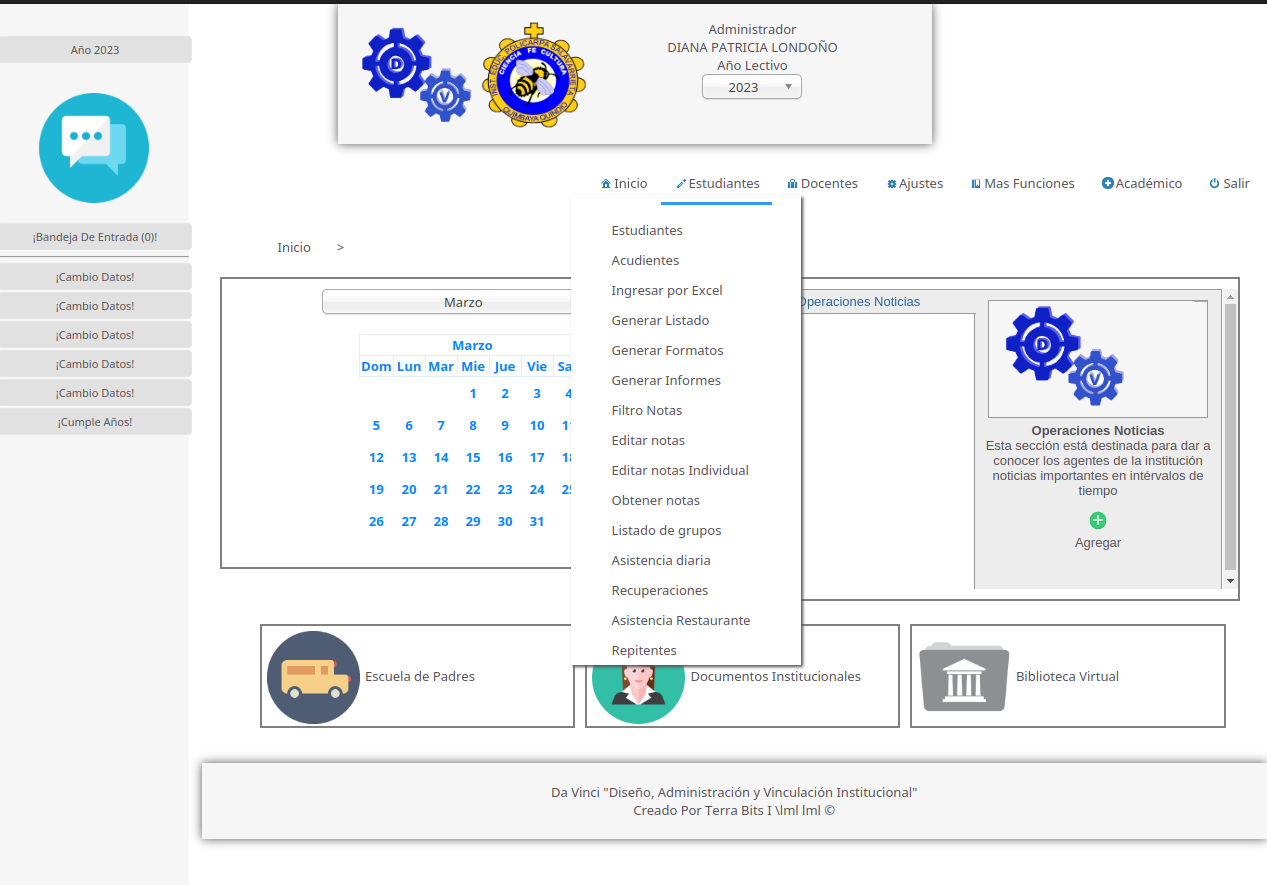 Año 2023
¡Bandeja De Entrada (0)!
¡Cambio Datos!
¡Cambio Datos!
¡Cambio Datos!
¡Cambio Datos!
¡Cambio Datos!
¡Cumple Años!
D
V
INST. EDUC. POLICARPA SALAVARRIETA
CIENCIA FE CULTURA
QUIMBAYA QUINDIO
Administrador
DIANA PATRICIA LONDOÑO
Año Lectivo
2023
Inicio Estudiantes Docentes Ajustes Mas Funciones Académico Salir
Inicio >
Estudiantes
Acudientes
Ingresar por Excel
Generar Listado
Generar Formatos
Generar Informes
Filtro Notas
Editar notas
Editar notas Individual
Obtener notas
Listado de grupos
Asistencia diaria
Recuperaciones
Asistencia Restaurante
Repitentes
Marzo
Marzo
Dom Lun Mar Mie Jue Vie Sa
1 2 3 4
5 6 7 8 9 10 11
12 13 14 15 16 17 18
19 20 21 22 23 24 25
26 27 28 29 30 31
Operaciones Noticias
D
V
Operaciones Noticias
Esta sección está destinada para dar a
conocer los agentes de la institución
noticias importantes en intérvalos de
tiempo
Agregar
Escuela de Padres
Documentos Institucionales
Biblioteca Virtual
Da Vinci "Diseño, Administración y Vinculación Institucional"
Creado Por Terra Bits I \lml lml ©